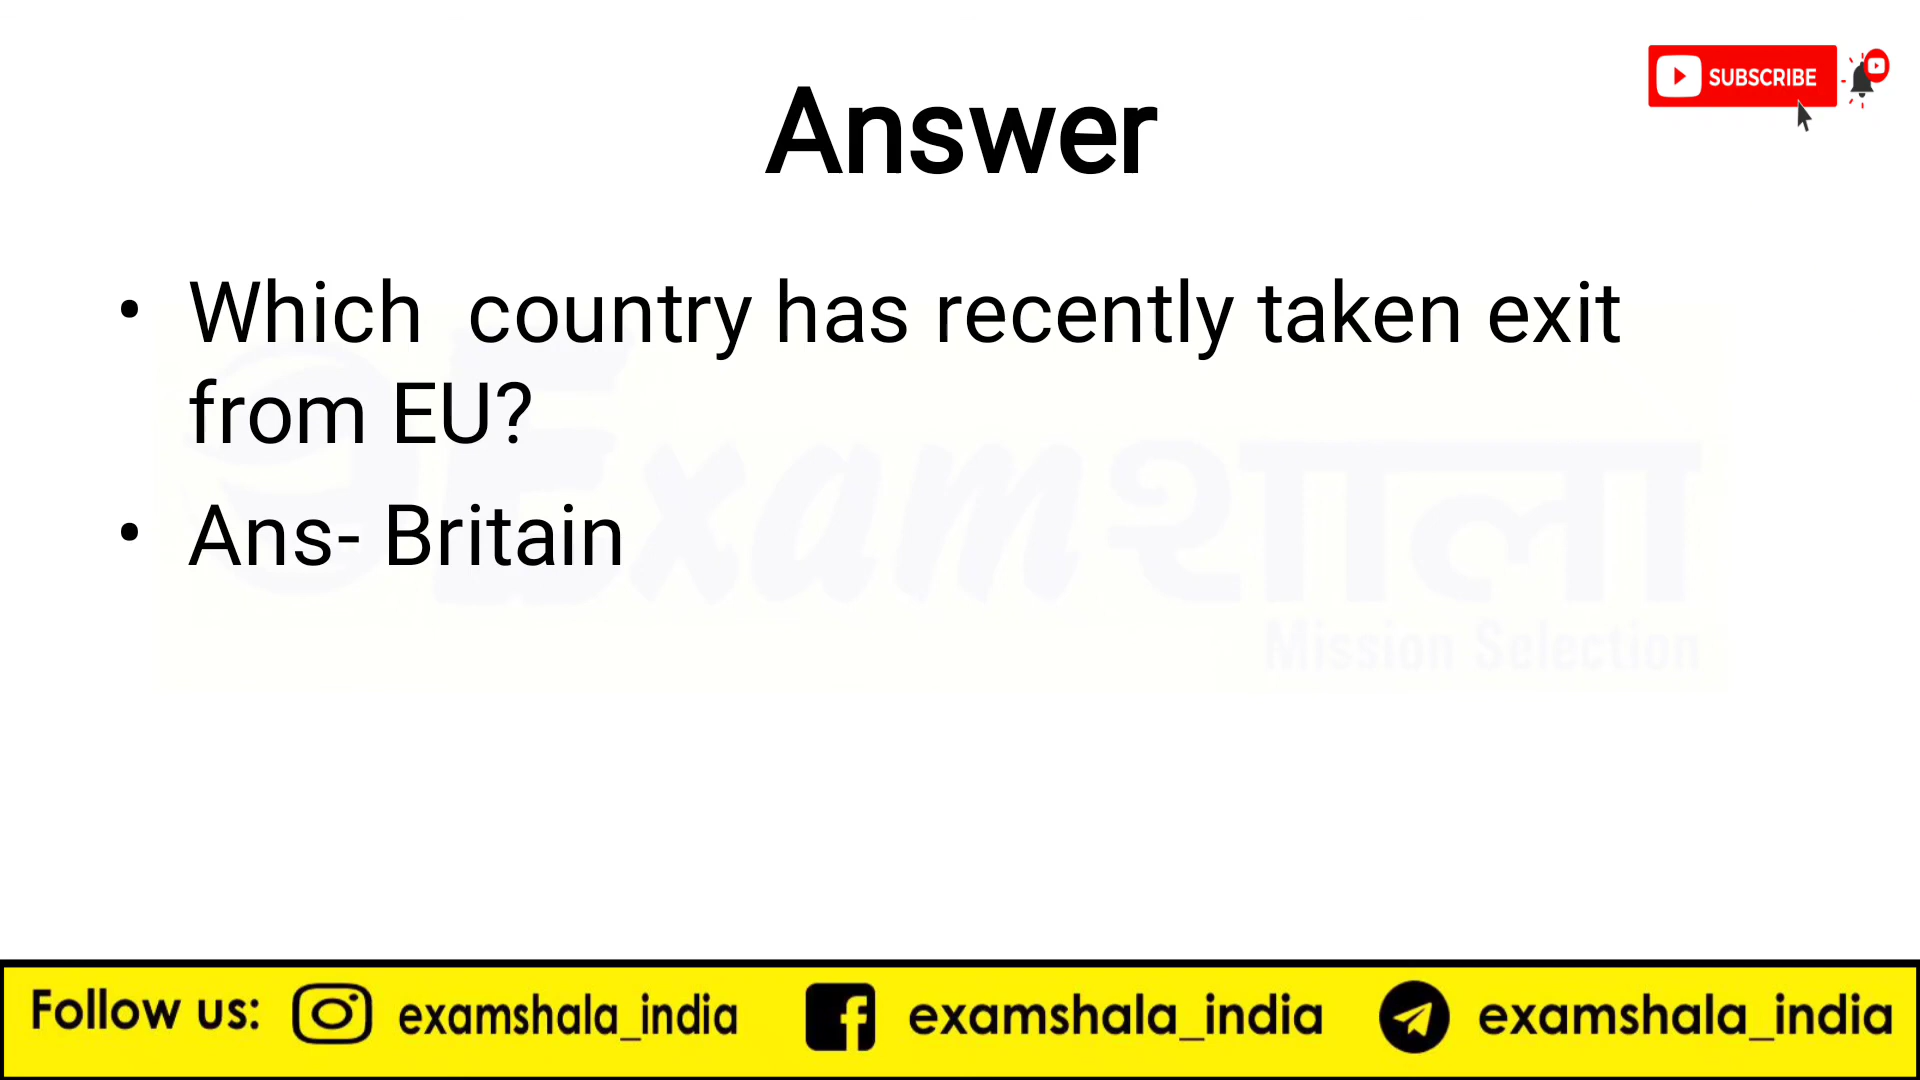 SUBSCRIBE
Answer
• Which country has recently taken exit
from EU?
• Ans- Britain
Examशाला
Mission Selection
Follow us: examshala_india examshala_india examshala_india